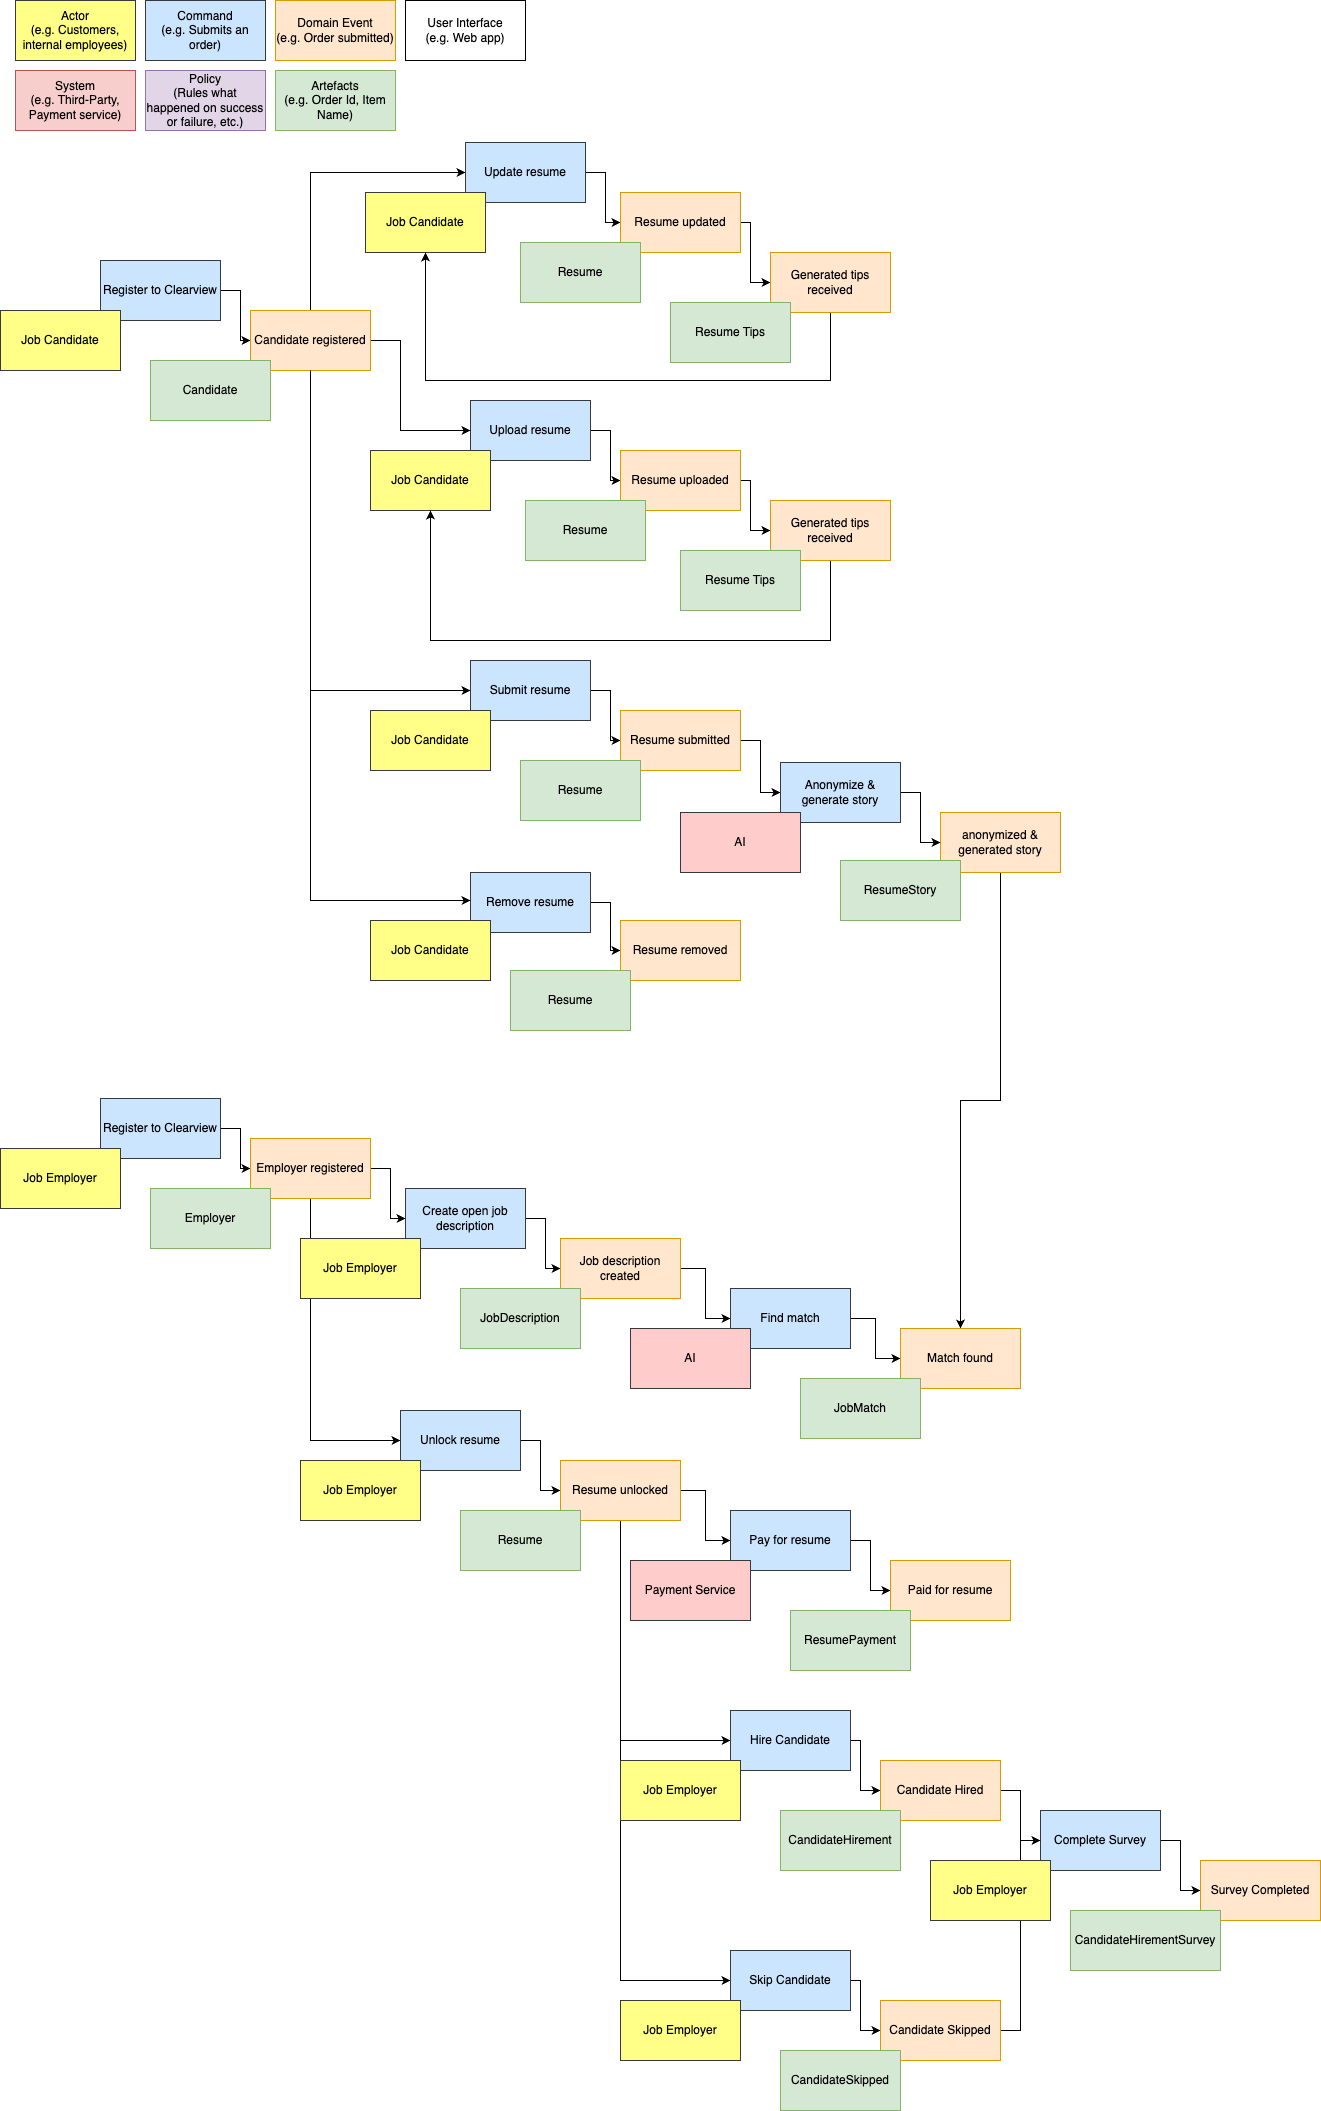 Actor
(e.g. Customers,
internal employees)
Command
(e.g. Submits an
order)
Domain Event
(e.g. Order submitted)
User Interface
(e.g. Web app)
System
(e.g. Third-Party,
Payment service)
Policy
(Rules what
happened on success
or failure, etc.)
Artefacts
(e.g. Order Id, Item
Name)
Update resume
Job Candidate
Resume updated
Resume
Generated tips
received
Resume Tips
Register to Clearview
Job Candidate
Candidate registered
Candidate
Upload resume
Job Candidate
Resume uploaded
Resume
Generated tips
received
Resume Tips
Submit resume
Job Candidate
Resume submitted
Resume
Anonymize &
generate story
AI
anonymized &
generated story
ResumeStory
Remove resume
Job Candidate
Resume removed
Resume
Register to Clearview
Job Employer
Employer registered
Employer
Create open job
description
Job Employer
Job description
created
JobDescription
Find match
AI
Match found
JobMatch
Unlock resume
Job Employer
Resume unlocked
Resume
Pay for resume
Payment Service
Paid for resume
ResumePayment
Hire Candidate
Job Employer
Candidate Hired
CandidateHirement
Complete Survey
Job Employer
Survey Completed
CandidateHirementSurvey
Skip Candidate
Job Employer
Candidate Skipped
CandidateSkipped